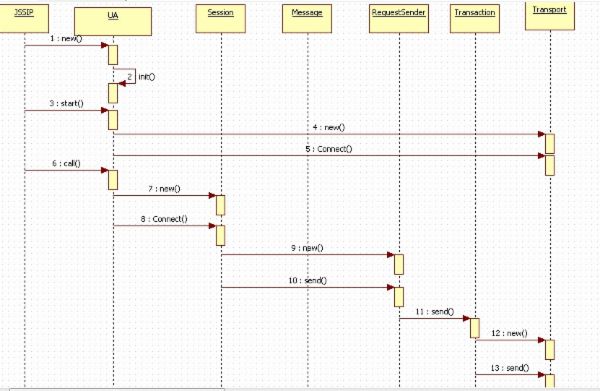 JSSIP UA Session Message RequestSender Transaction Transport
1 : new()
2 init()
3 : start()
4 : new()
5 : Connect()
6 : call()
7 : new()
8 : Connect()
9 : new()
10 : send()
11 : send()
12 : new()
13 : send()